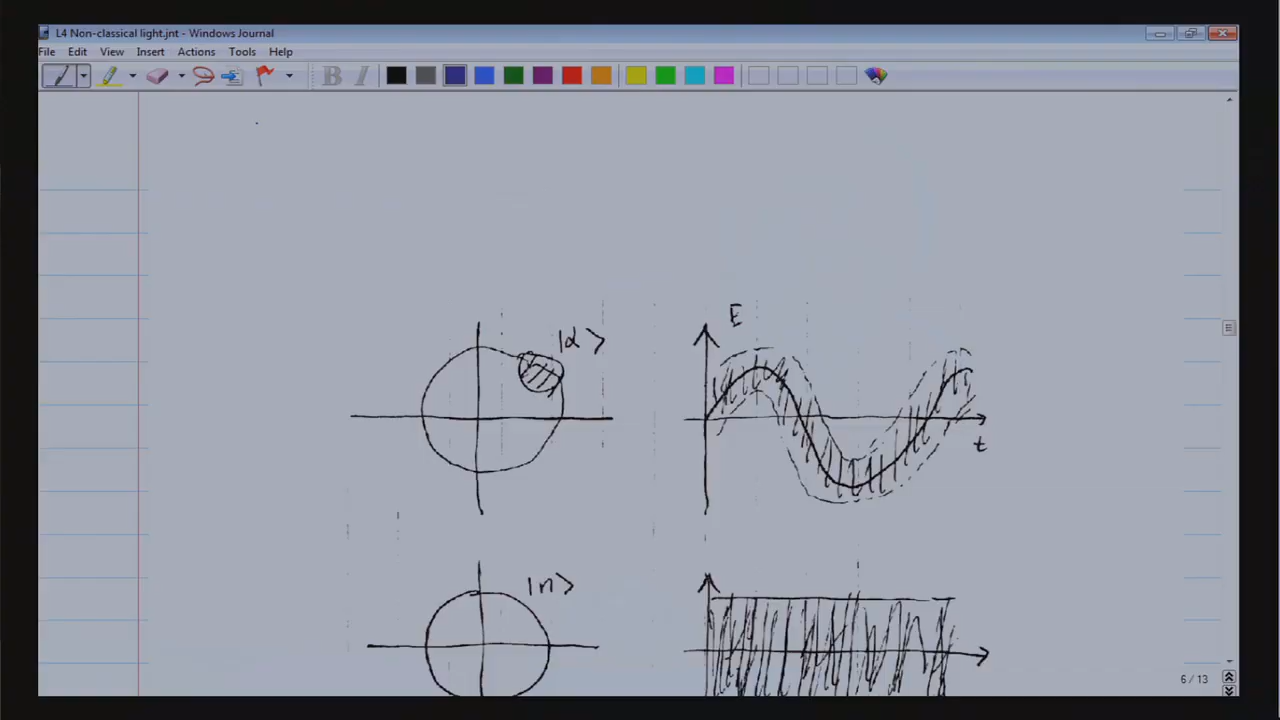 L4 Non-classical light.jnt - Windows Journal
File Edit View Insert Actions Tools Help
B I
|α>
E
t
|n>
6 / 13